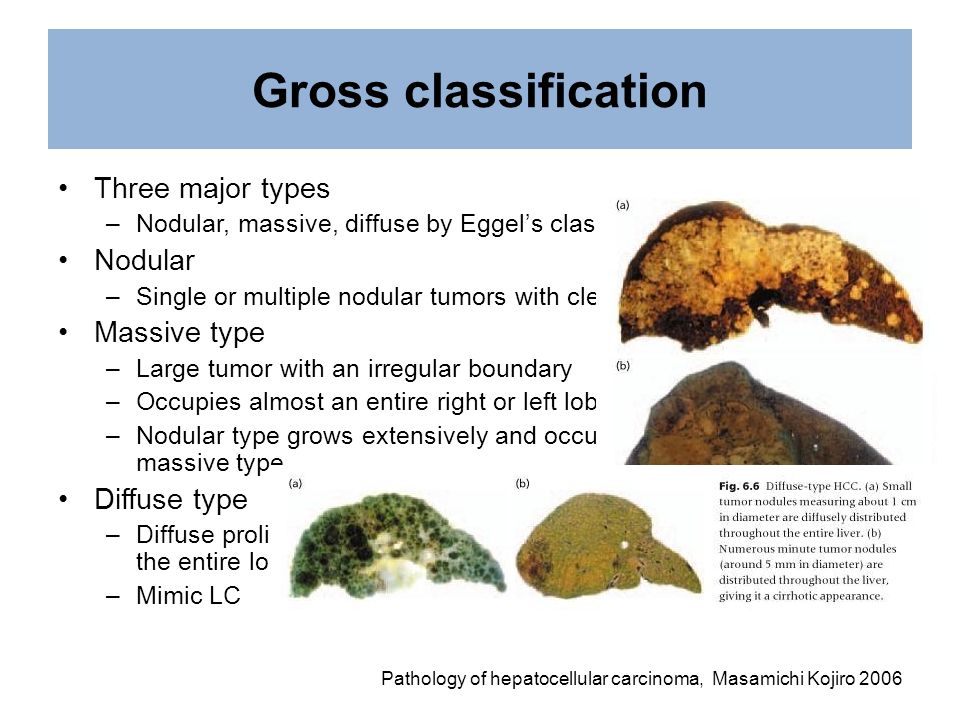 Gross classification
• Three major types
– Nodular, massive, diffuse by Eggel’s clas
• Nodular
– Single or multiple nodular tumors with cle
• Massive type
– Large tumor with an irregular boundary
– Occupies almost an entire right or left lob
– Nodular type grows extensively and occu
massive type
• Diffuse type
– Diffuse proli
the entire lo
– Mimic LC
(a)
(b)
(a)
(b)
Fig. 6.6 Diffuse-type HCC. (a) Small
tumor nodules measuring about 1 cm
in diameter are diffusely distributed
throughout the entire liver. (b)
Numerous minute tumor nodules
(around 5 mm in diameter) are
distributed throughout the liver,
giving it a cirrhotic appearance.
Pathology of hepatocellular carcinoma, Masamichi Kojiro 2006